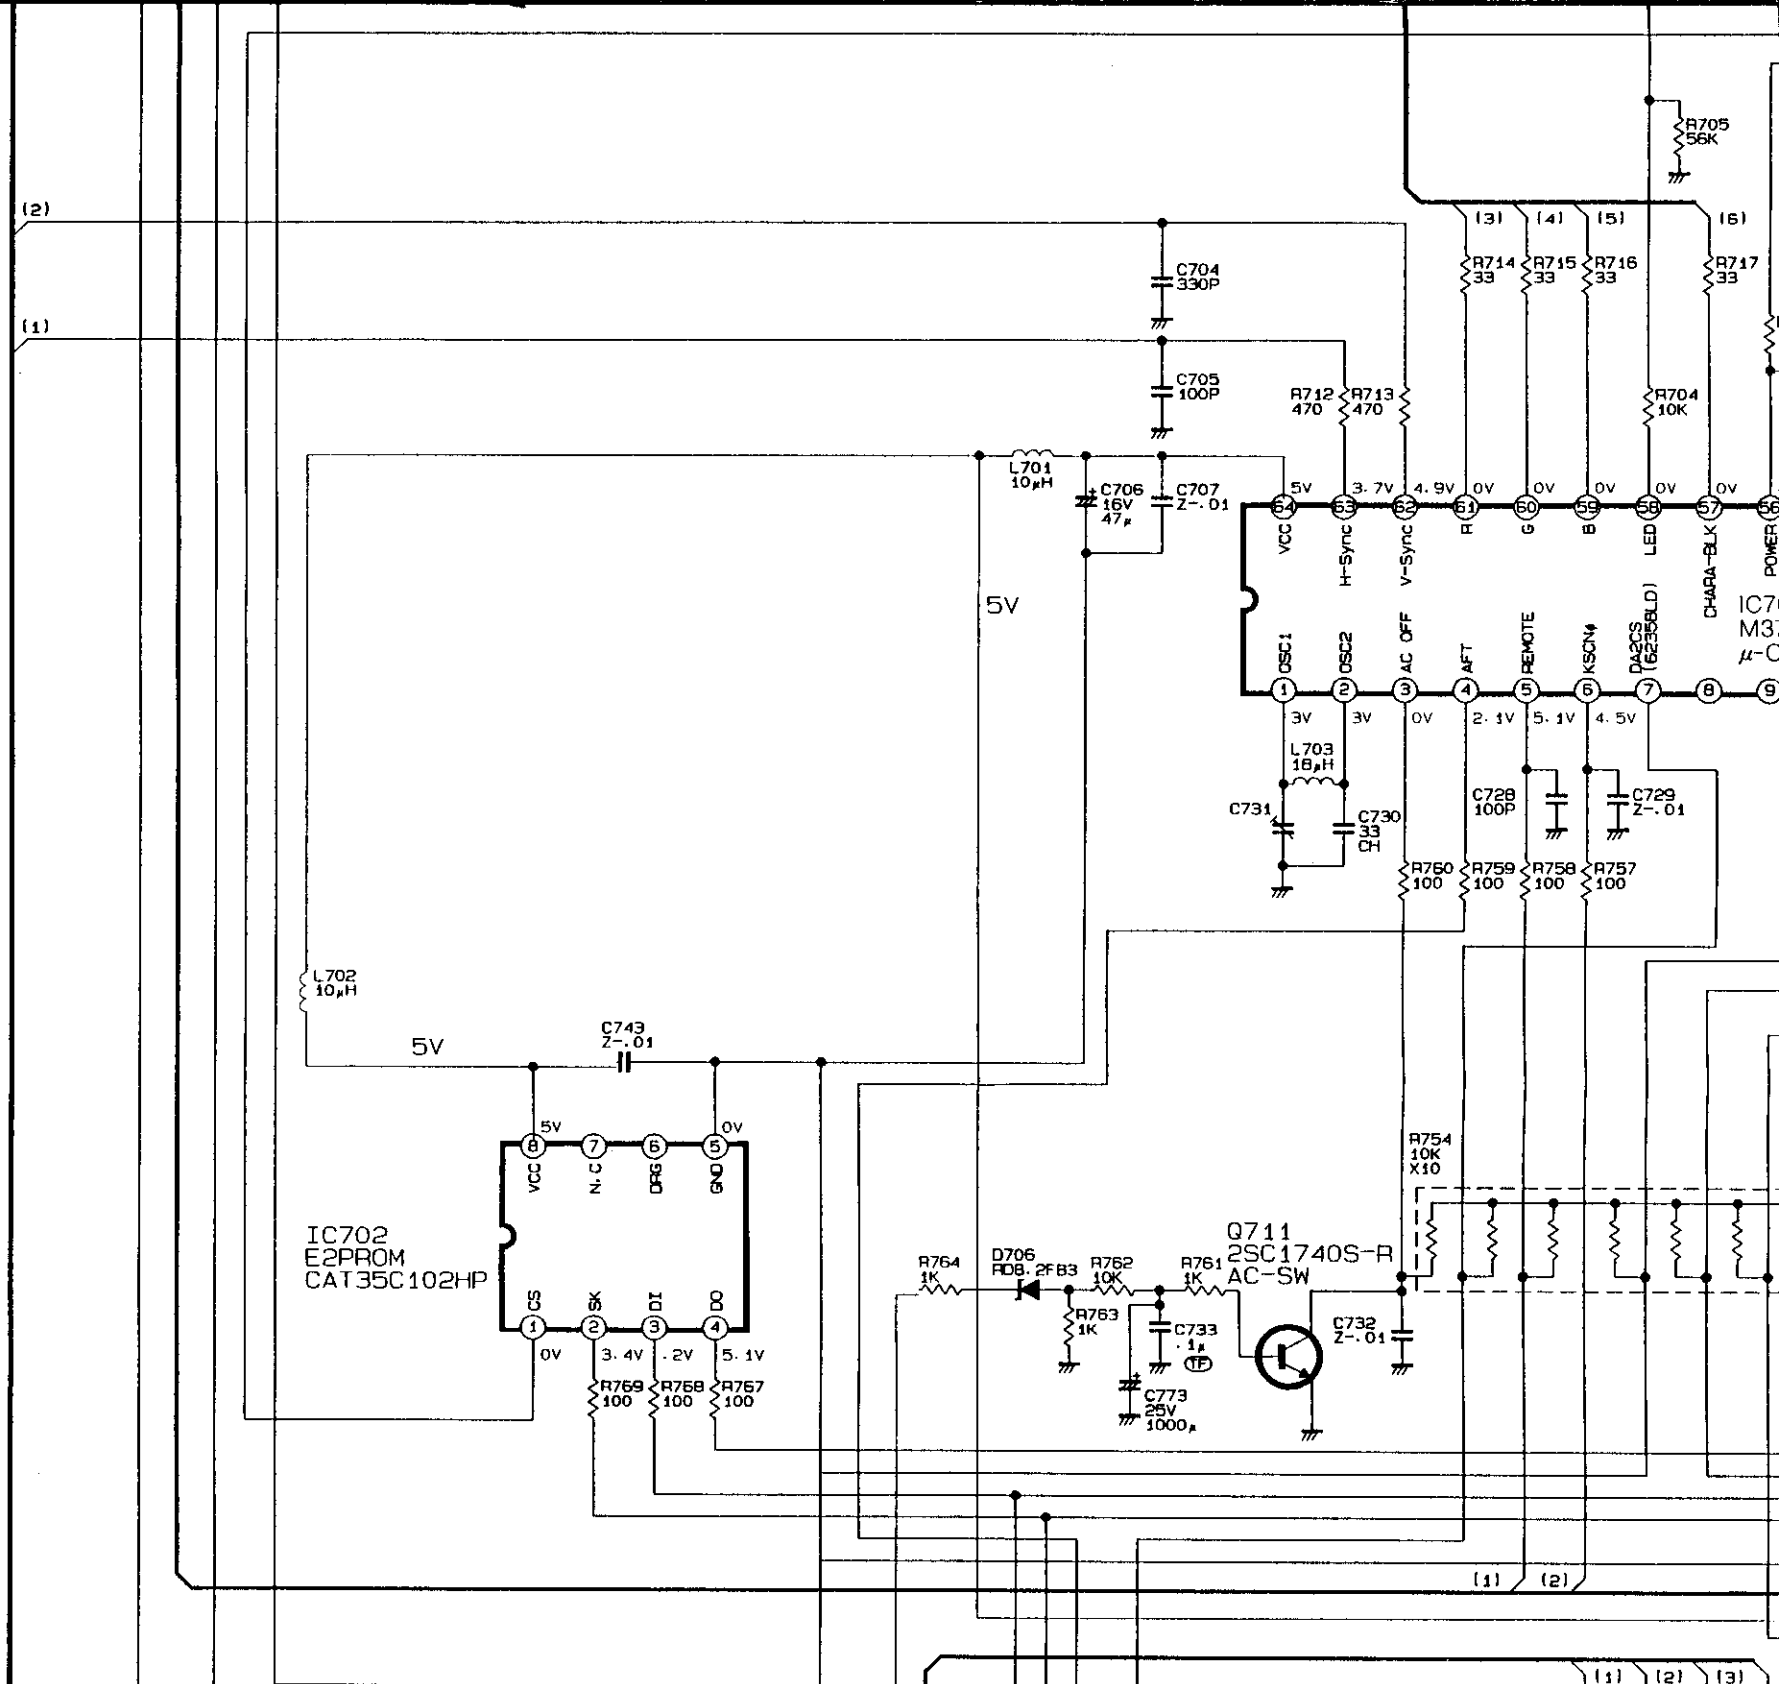 R705
56K
(2)
(3) (4) (5) (6)
C704
330P
R714
33
R715
33
R716
33
R717
33
(1)
C705
100P
R712
470
R713
470
R704
10K
L701
10μH
C706
16V
47μ
C707
Z-.01
5V 3.7V 4.9V 0V 0V 0V 0V 0V
64 63 62 61 60 59 58 57 56
VCC
H-Sync
V-Sync
R
G
B
LED
CHARA-BLK
POWER
5V
OSC1
OSC2
AC OFF
AFT
REMOTE
KSCNφ
DA2CS
(6235BLD)
1 2 3 4 5 6 7 8 9
3V 3V 0V 2.1V 5.1V 4.5V
L703
18μH
C731
C730
33
CH
C728
100P
C729
Z-.01
R760
100
R759
100
R758
100
R757
100
L702
10μH
5V
C743
Z-.01
5V 0V
8 7 6 5
VCC
N.C
ORG
GND
IC702
E2PROM
CAT35C102HP
CS
SK
DI
DO
1 2 3 4
0V 3.4V .2V 5.1V
R769
100
R768
100
R767
100
R754
10K
X10
Q711
2SC1740S-R
AC-SW
R764
1K
D706
RD8.2FB3
R762
10K
R761
1K
R763
1K
C733
.1μ
TF
C773
25V
1000μ
C732
Z-.01
(1) (2)
(1) (2) (3)